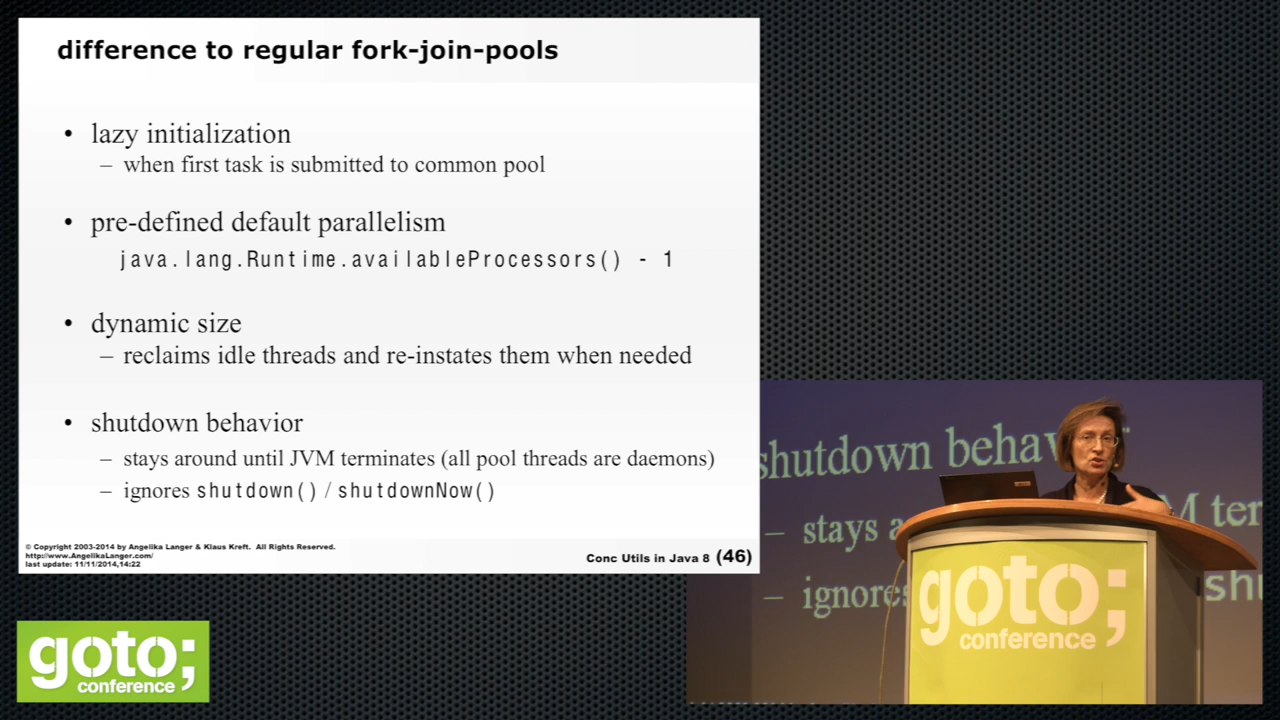 difference to regular fork-join-pools
• lazy initialization
– when first task is submitted to common pool
• pre-defined default parallelism
java.lang.Runtime.availableProcessors() - 1
• dynamic size
– reclaims idle threads and re-instates them when needed
• shutdown behavior
– stays around until JVM terminates (all pool threads are daemons)
– ignores shutdown()/shutdownNow()
© Copyright 2003-2014 by Angelika Langer & Klaus Kreft. All Rights Reserved.
http://www.AngelikaLanger.com/
last update: 11/11/2014,14:22
Conc Utils in Java 8 (46)
shutdown behav
– stays a
M ter
– ignores
shu
goto;
conference
goto;
conference